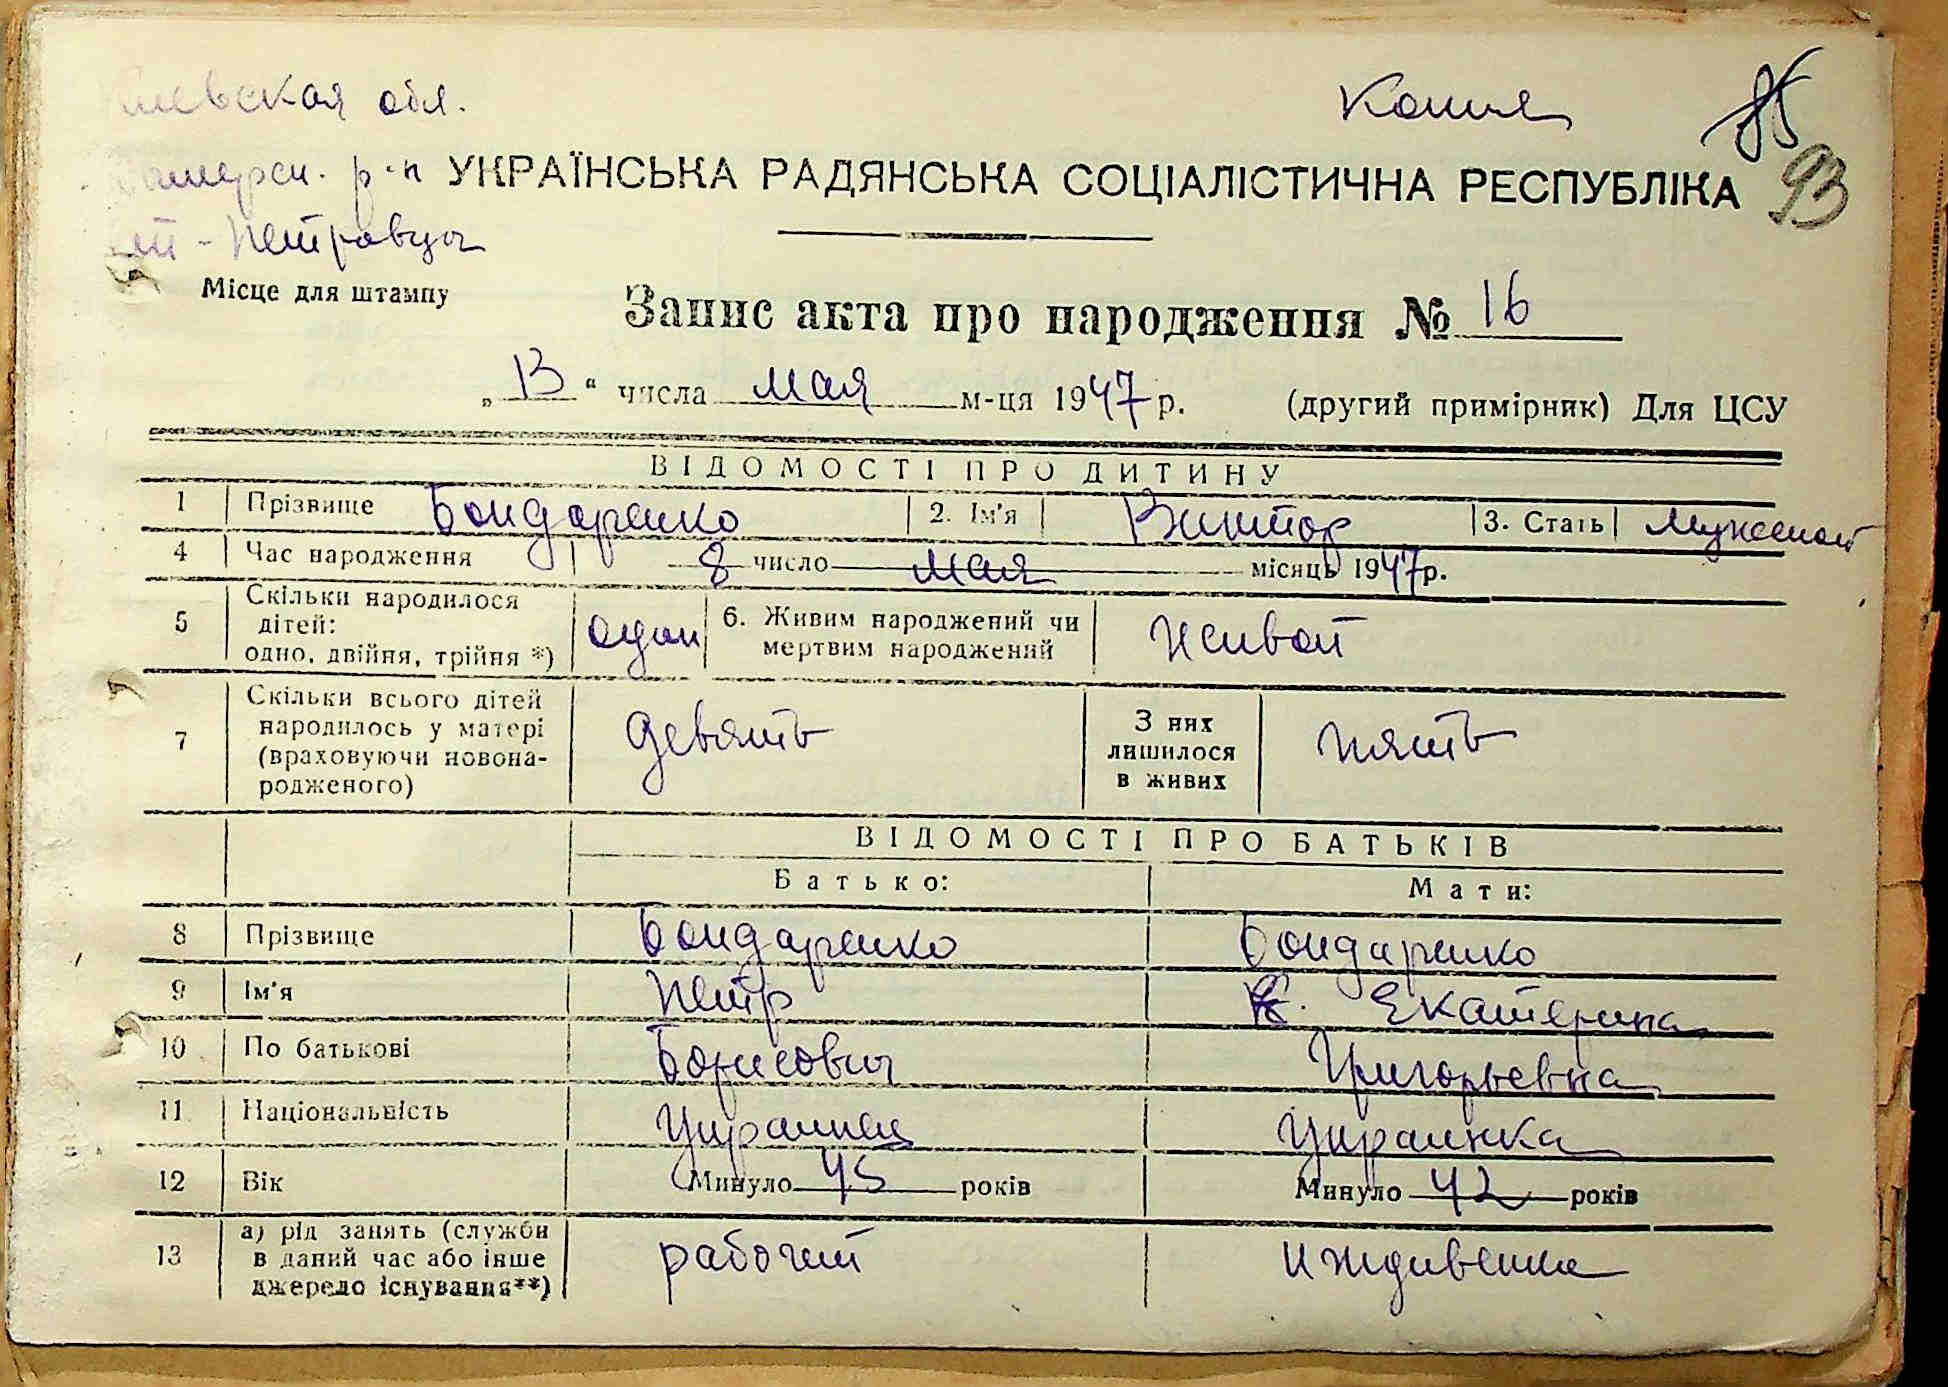 Киевская обл.
Копия
85
93
р-н УКРАЇНСЬКА РАДЯНСЬКА СОЦІАЛІСТИЧНА РЕСПУБЛІКА
Петровцы
Місце для штампу
Запис акта про народження № 16
„13“ числа мая м-ця 1947 р. (другий примірник) Для ЦСУ
ВІДОМОСТІ ПРО ДИТИНУ
1 Прізвище Бондаренко 2. Ім'я Виктор 3. Стать Мужской
4 Час народження 8 число мая місяць 1947р.
5 Скільки народилося дітей: одно, двійня, трійня *) один 6. Живим народжений чи мертвим народжений живой
7 Скільки всього дітей народилось у матері (враховуючи новонародженого) девять З них лишилося в живих пять
ВІДОМОСТІ ПРО БАТЬКІВ
Батько: Мати:
8 Прізвище Бондаренко Бондаренко
9 Ім'я Петр Екатерина
10 По батькові Борисович Григорьевна
11 Національність Украинец Украинка
12 Вік Минуло 45 років Минуло 42 років
13 а) рід занять (служби в даний час або інше джерело існування**) рабочий иждивенка